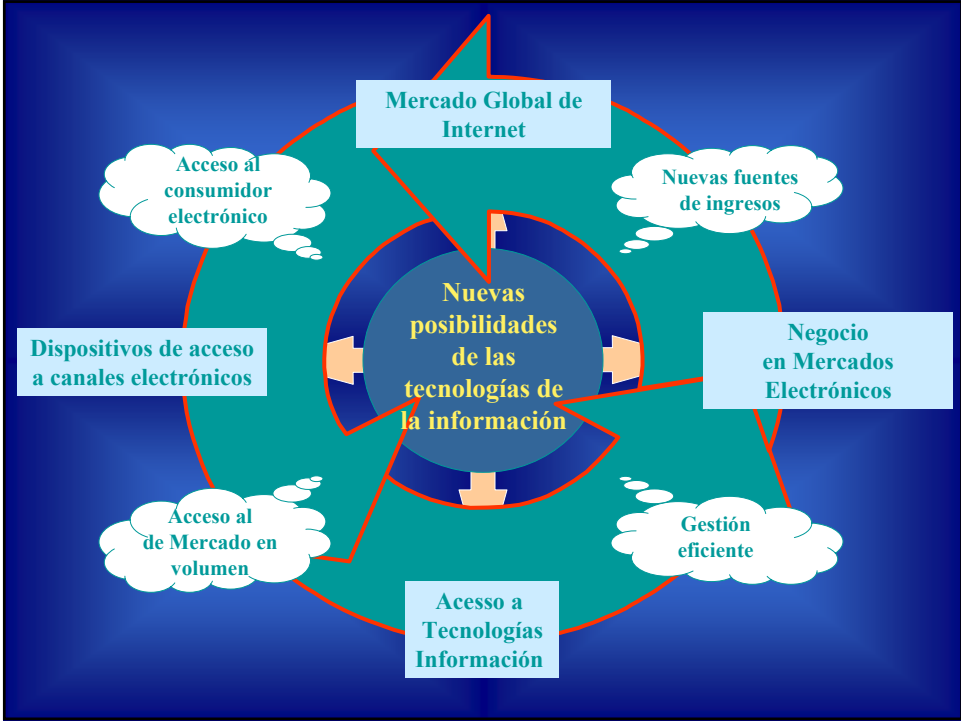 Mercado Global de
Internet
Acceso al
consumidor
electrónico
Nuevas fuentes
de ingresos
Nuevas
posibilidades
de las
tecnologías de
la información
Dispositivos de acceso
a canales electrónicos
Negocio
en Mercados
Electrónicos
Acceso al
de Mercado en
volumen
Gestión
eficiente
Acesso a
Tecnologías
Información